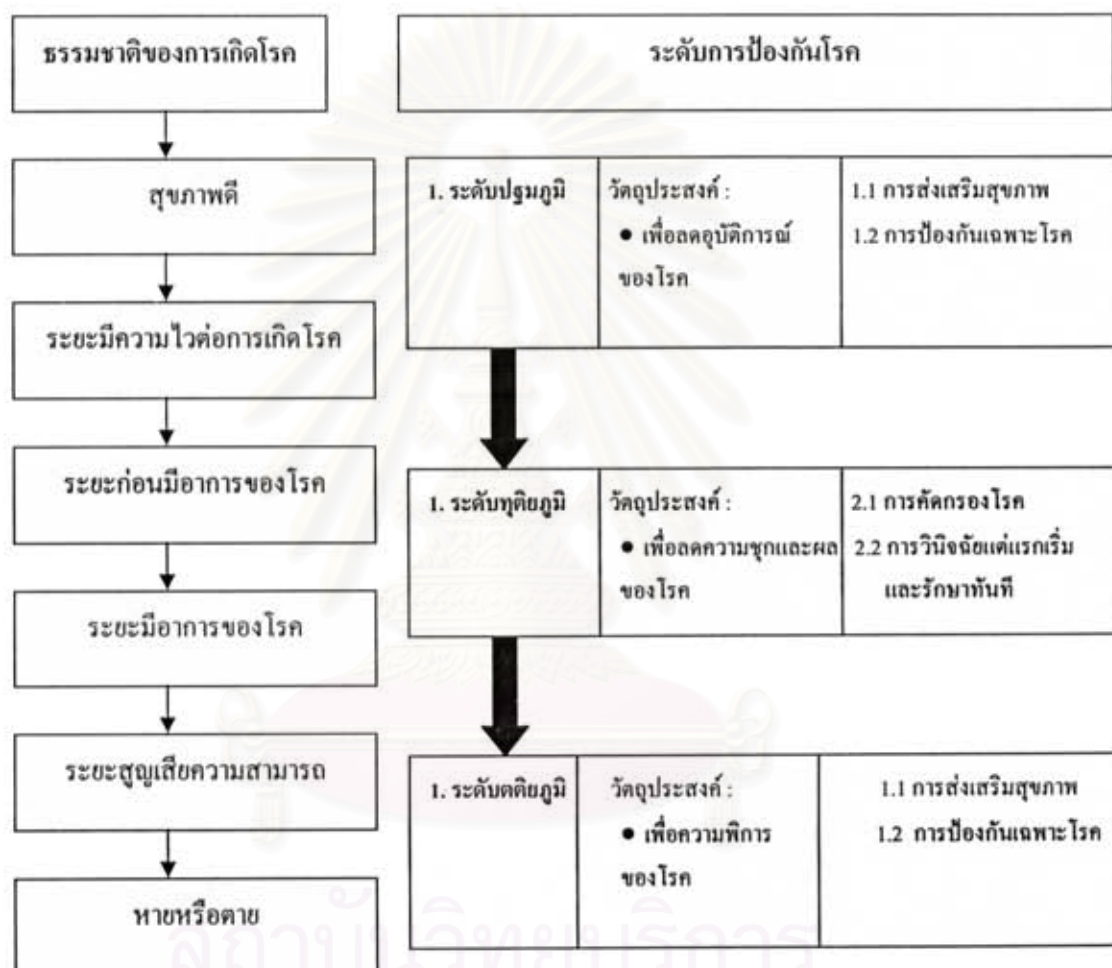 ธรรมชาติของการเกิดโรค
สุขภาพดี
ระยะมีความไวต่อการเกิดโรค
ระยะก่อนมีอาการของโรค
ระยะมีอาการของโรค
ระยะสูญเสียความสามารถ
หายหรือตาย
ระดับการป้องกันโรค
1. ระดับปฐมภูมิ
วัตถุประสงค์ :
● เพื่อลดอุบัติการณ์
ของโรค
1.1 การส่งเสริมสุขภาพ
1.2 การป้องกันเฉพาะโรค
1. ระดับทุติยภูมิ
วัตถุประสงค์ :
● เพื่อลดความชุกและผล
ของโรค
2.1 การคัดกรองโรค
2.2 การวินิจฉัยแต่แรกเริ่ม
และรักษาทันที
1. ระดับตติยภูมิ
วัตถุประสงค์ :
● เพื่อความพิการ
ของโรค
1.1 การส่งเสริมสุขภาพ
1.2 การป้องกันเฉพาะโรค
สถาบันวิทยบริการ